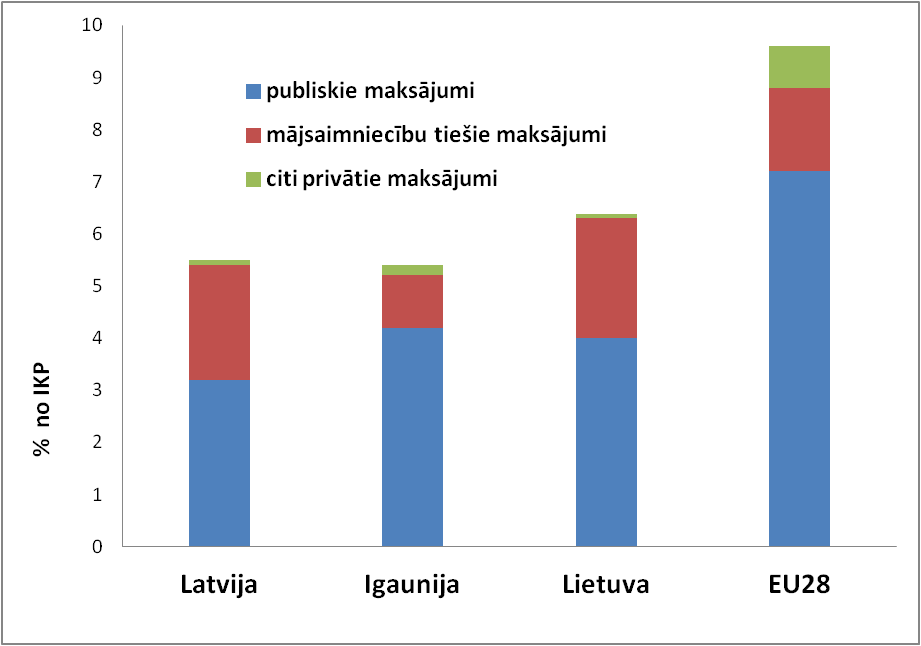 10
9
8
7
6
5
4
3
2
1
0
% no IKP
publiskie maksājumi
mājsaimniecību tiešie maksājumi
citi privātie maksājumi
Latvija
Igaunija
Lietuva
EU28